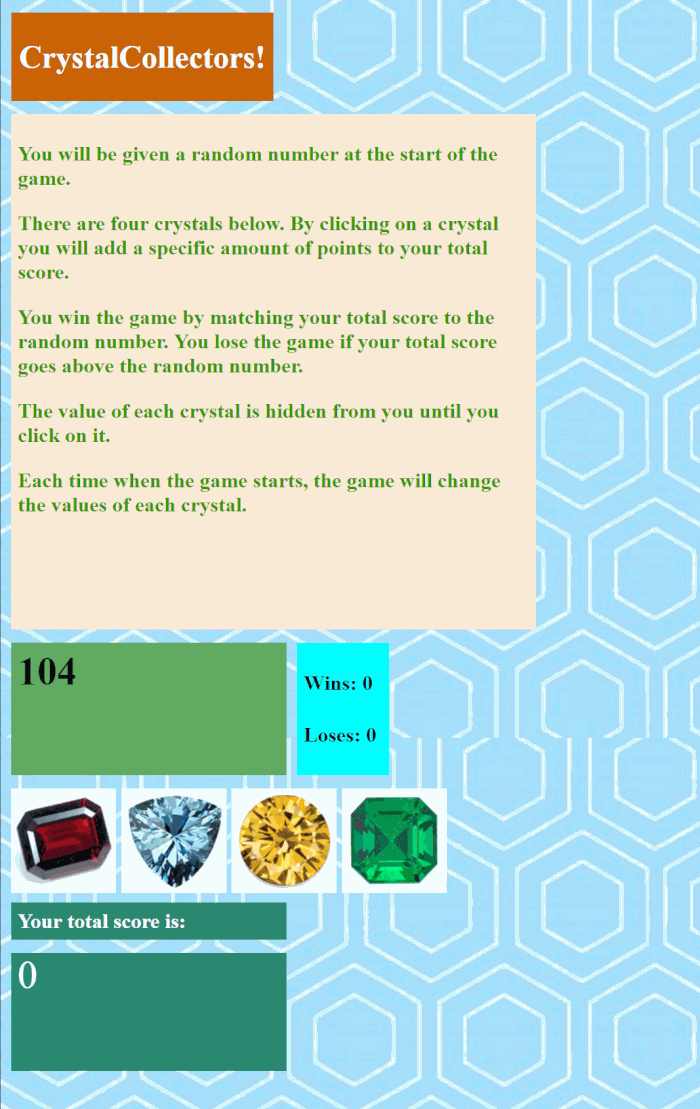 CrystalCollectors!
You will be given a random number at the start of the
game.
There are four crystals below. By clicking on a crystal
you will add a specific amount of points to your total
score.
You win the game by matching your total score to the
random number. You lose the game if your total score
goes above the random number.
The value of each crystal is hidden from you until you
click on it.
Each time when the game starts, the game will change
the values of each crystal.
104
Wins: 0
Loses: 0
Your total score is:
0